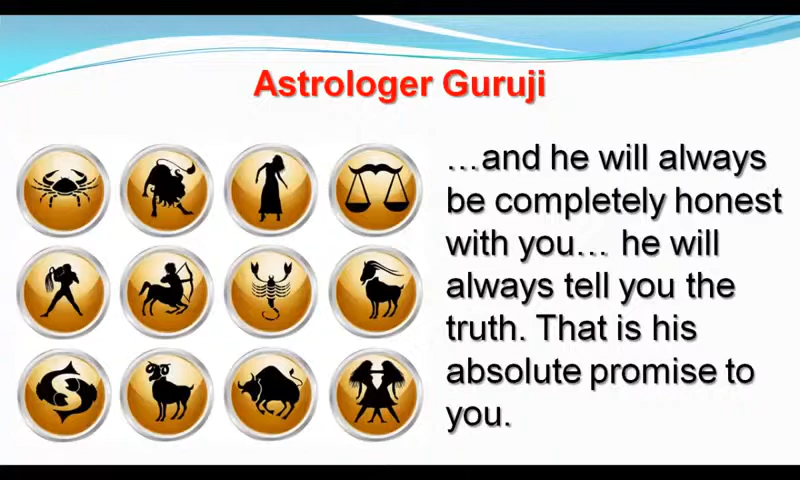 Astrologer Guruji
…and he will always
be completely honest
with you… he will
always tell you the
truth. That is his
absolute promise to
you.